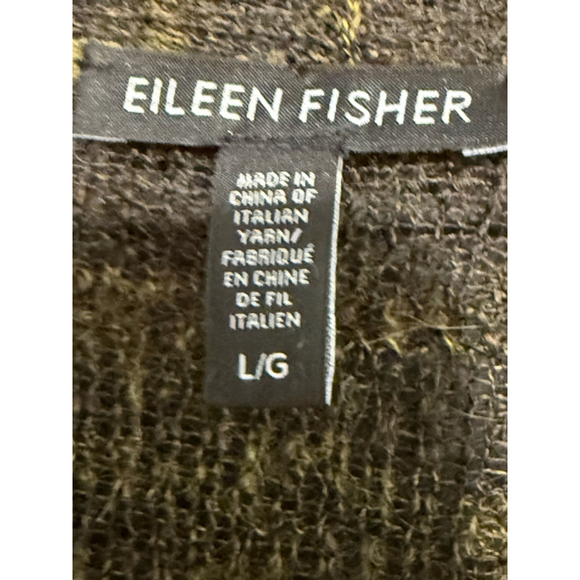 EILEEN FISHER
MADE IN
CHINA OF
ITALIAN
YARN/
FABRIQUÉ
EN CHINE
DE FIL
ITALIEN
L/G